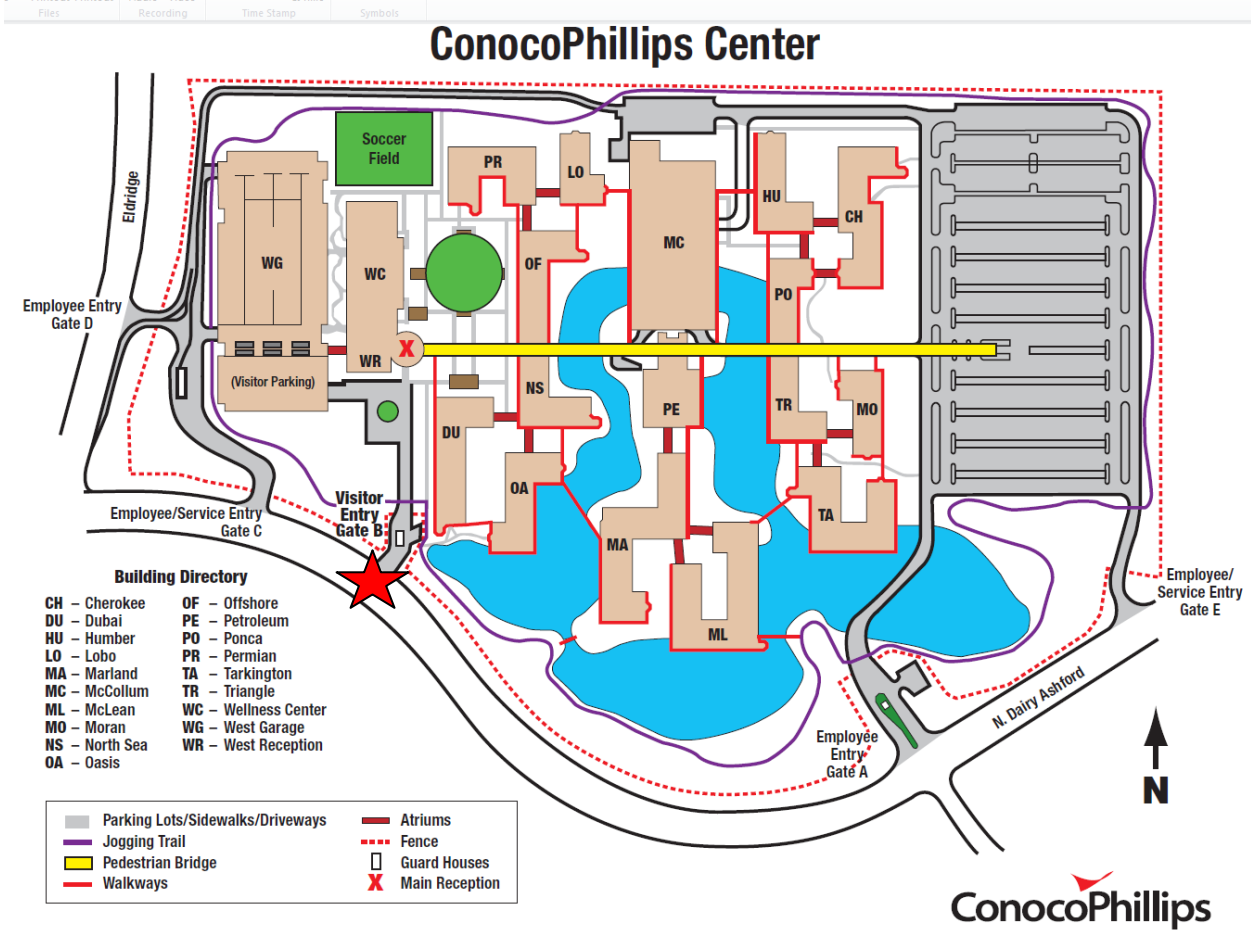 Files
Recording
Time Stamp
Symbols
ConocoPhillips Center
Soccer
Field
PR
LO
HU
CH
Eldridge
MC
WG
WC
OF
PO
Employee Entry
Gate D
X
WR
(Visitor Parking)
NS
PE
TR
MO
DU
OA
TA
MA
ML
Visitor
Entry
Gate B
Employee/Service Entry
Gate C
Employee/
Service Entry
Gate E
N. Dairy Ashford
Employee
Entry
Gate A
N
Building Directory
CH – Cherokee
DU – Dubai
HU – Humber
LO – Lobo
MA – Marland
MC – McCollum
ML – McLean
MO – Moran
NS – North Sea
OA – Oasis
OF – Offshore
PE – Petroleum
PO – Ponca
PR – Permian
TA – Tarkington
TR – Triangle
WC – Wellness Center
WG – West Garage
WR – West Reception
Parking Lots/Sidewalks/Driveways
Jogging Trail
Pedestrian Bridge
Walkways
Atriums
Fence
Guard Houses
X Main Reception
ConocoPhillips